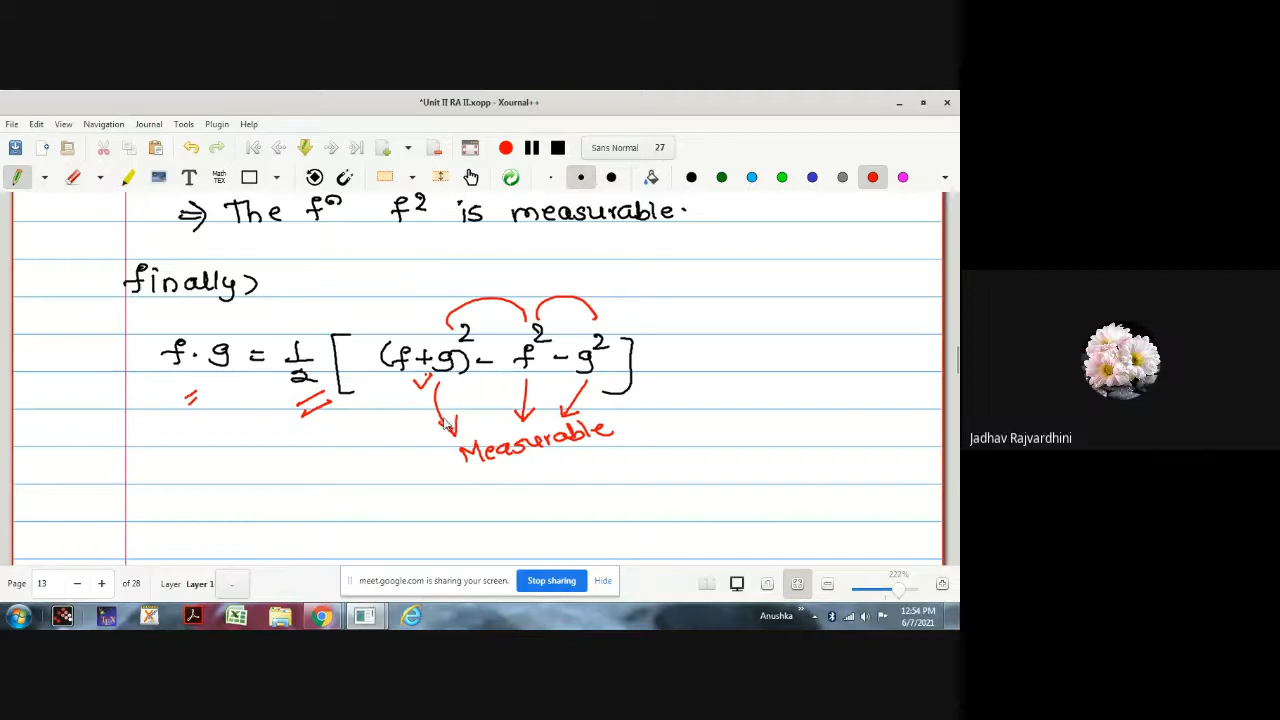 *Unit II RA II.xopp - Xournal++
File Edit View Navigation Journal Tools Plugin Help
Sans Normal 27
⇒ The fⁿ f² is measurable.
finally,
f · g = 1/2 [ (f+g)² - f² - g² ]
Measurable
Jadhav Rajvardhini
Page 13 of 28 Layer Layer 1
meet.google.com is sharing your screen. Stop sharing Hide
222%
Anushka
12:54 PM
6/7/2021